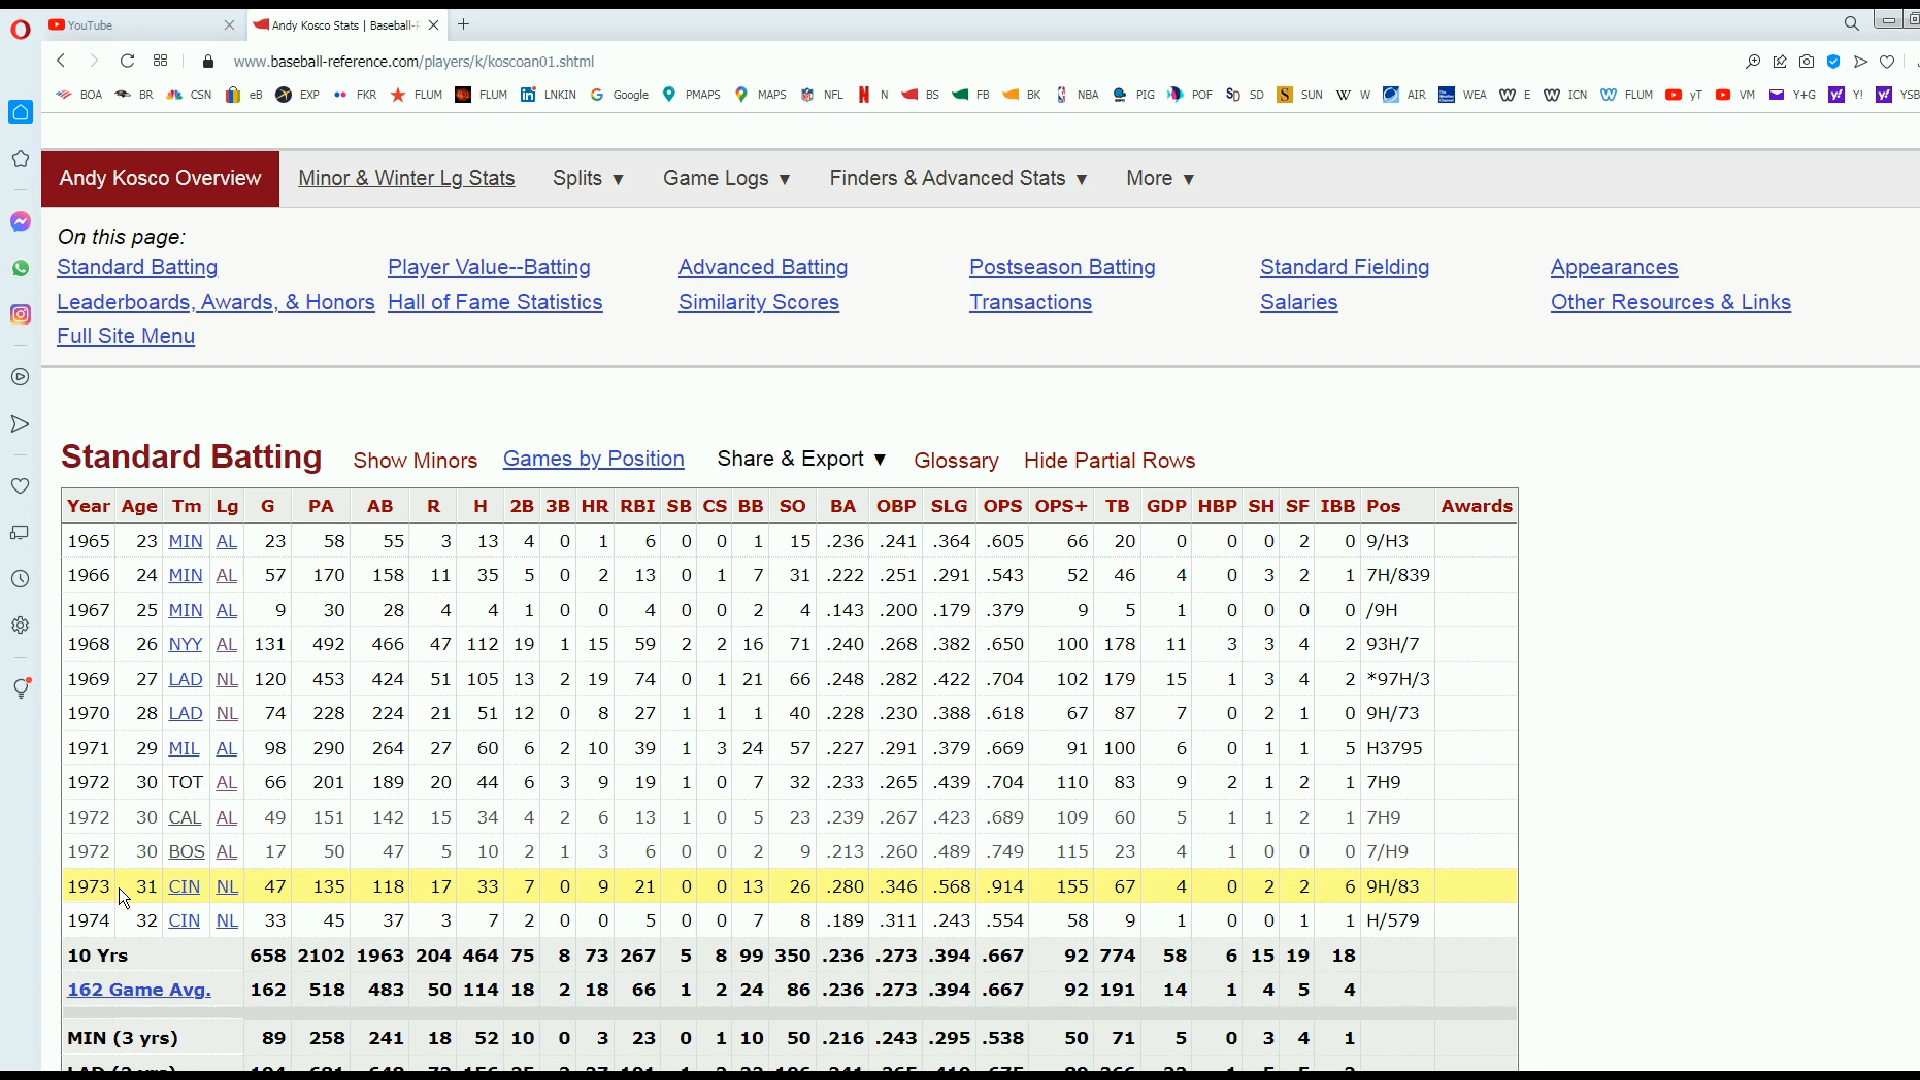 YouTube
Andy Kosco Stats | Baseball-
www.baseball-reference.com/players/k/koscoan01.shtml
BOA BR CSN eB EXP FKR FLUM FLUM LNKIN Google PMAPS MAPS NFL N BS FB BK NBA PIG POF SD SUN W AIR WEA E ICN FLUM yT VM Y+G Y! YSB
Andy Kosco Overview Minor & Winter Lg Stats Splits ▼ Game Logs ▼ Finders & Advanced Stats ▼ More ▼
On this page:
Standard Batting Player Value--Batting Advanced Batting Postseason Batting Standard Fielding Appearances
Leaderboards, Awards, & Honors Hall of Fame Statistics Similarity Scores Transactions Salaries Other Resources & Links
Full Site Menu
Standard Batting Show Minors Games by Position Share & Export ▼ Glossary Hide Partial Rows
Year Age Tm Lg G PA AB R H 2B 3B HR RBI SB CS BB SO BA OBP SLG OPS OPS+ TB GDP HBP SH SF IBB Pos Awards
1965 23 MIN AL 23 58 55 3 13 4 0 1 6 0 0 1 15 .236 .241 .364 .605 66 20 0 0 0 2 0 9/H3
1966 24 MIN AL 57 170 158 11 35 5 0 2 13 0 1 7 31 .222 .251 .291 .543 52 46 4 0 3 2 1 7H/839
1967 25 MIN AL 9 30 28 4 4 1 0 0 4 0 0 2 4 .143 .200 .179 .379 9 5 1 0 0 0 0 /9H
1968 26 NYY AL 131 492 466 47 112 19 1 15 59 2 2 16 71 .240 .268 .382 .650 100 178 11 3 3 4 2 93H/7
1969 27 LAD NL 120 453 424 51 105 13 2 19 74 0 1 21 66 .248 .282 .422 .704 102 179 15 1 3 4 2 *97H/3
1970 28 LAD NL 74 228 224 21 51 12 0 8 27 1 1 1 40 .228 .230 .388 .618 67 87 7 0 2 1 0 9H/73
1971 29 MIL AL 98 290 264 27 60 6 2 10 39 1 3 24 57 .227 .291 .379 .669 91 100 6 0 1 1 5 H3795
1972 30 TOT AL 66 201 189 20 44 6 3 9 19 1 0 7 32 .233 .265 .439 .704 110 83 9 2 1 2 1 7H9
1972 30 CAL AL 49 151 142 15 34 4 2 6 13 1 0 5 23 .239 .267 .423 .689 109 60 5 1 1 2 1 7H9
1972 30 BOS AL 17 50 47 5 10 2 1 3 6 0 0 2 9 .213 .260 .489 .749 115 23 4 1 0 0 0 7/H9
1973 31 CIN NL 47 135 118 17 33 7 0 9 21 0 0 13 26 .280 .346 .568 .914 155 67 4 0 2 2 6 9H/83
1974 32 CIN NL 33 45 37 3 7 2 0 0 5 0 0 7 8 .189 .311 .243 .554 58 9 1 0 0 1 1 H/579
10 Yrs 658 2102 1963 204 464 75 8 73 267 5 8 99 350 .236 .273 .394 .667 92 774 58 6 15 19 18
162 Game Avg. 162 518 483 50 114 18 2 18 66 1 2 24 86 .236 .273 .394 .667 92 191 14 1 4 5 4
MIN (3 yrs) 89 258 241 18 52 10 0 3 23 0 1 10 50 .216 .243 .295 .538 50 71 5 0 3 4 1